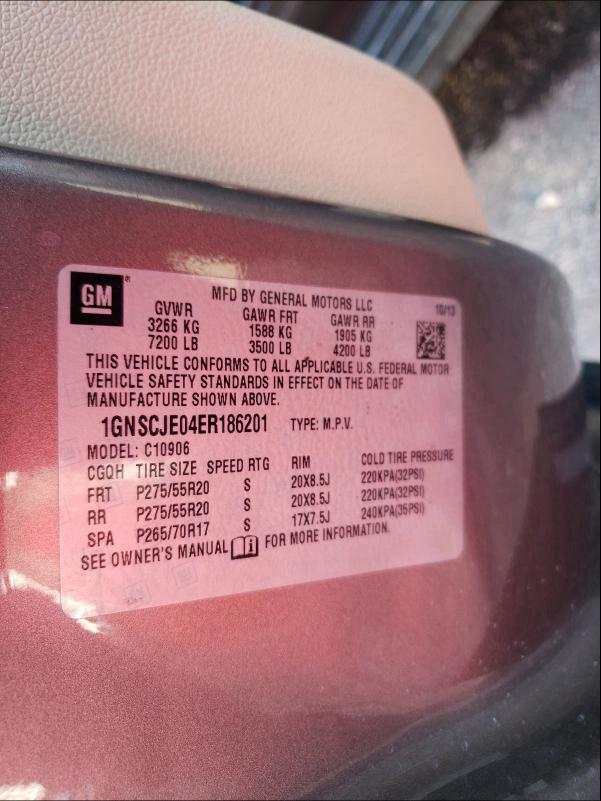 GM
MFD BY GENERAL MOTORS LLC 10/13
GVWR GAWR FRT GAWR RR
3266 KG 1588 KG 1905 KG
7200 LB 3500 LB 4200 LB
THIS VEHICLE CONFORMS TO ALL APPLICABLE U.S. FEDERAL MOTOR
VEHICLE SAFETY STANDARDS IN EFFECT ON THE DATE OF
MANUFACTURE SHOWN ABOVE.
1GNSCJE04ER186201 TYPE: M.P.V.
MODEL: C10906
CGQH TIRE SIZE SPEED RTG RIM COLD TIRE PRESSURE
FRT P275/55R20 S 20X8.5J 220KPA(32PSI)
RR P275/55R20 S 20X8.5J 220KPA(32PSI)
SPA P265/70R17 S 17X7.5J 240KPA(35PSI)
SEE OWNER'S MANUAL FOR MORE INFORMATION.